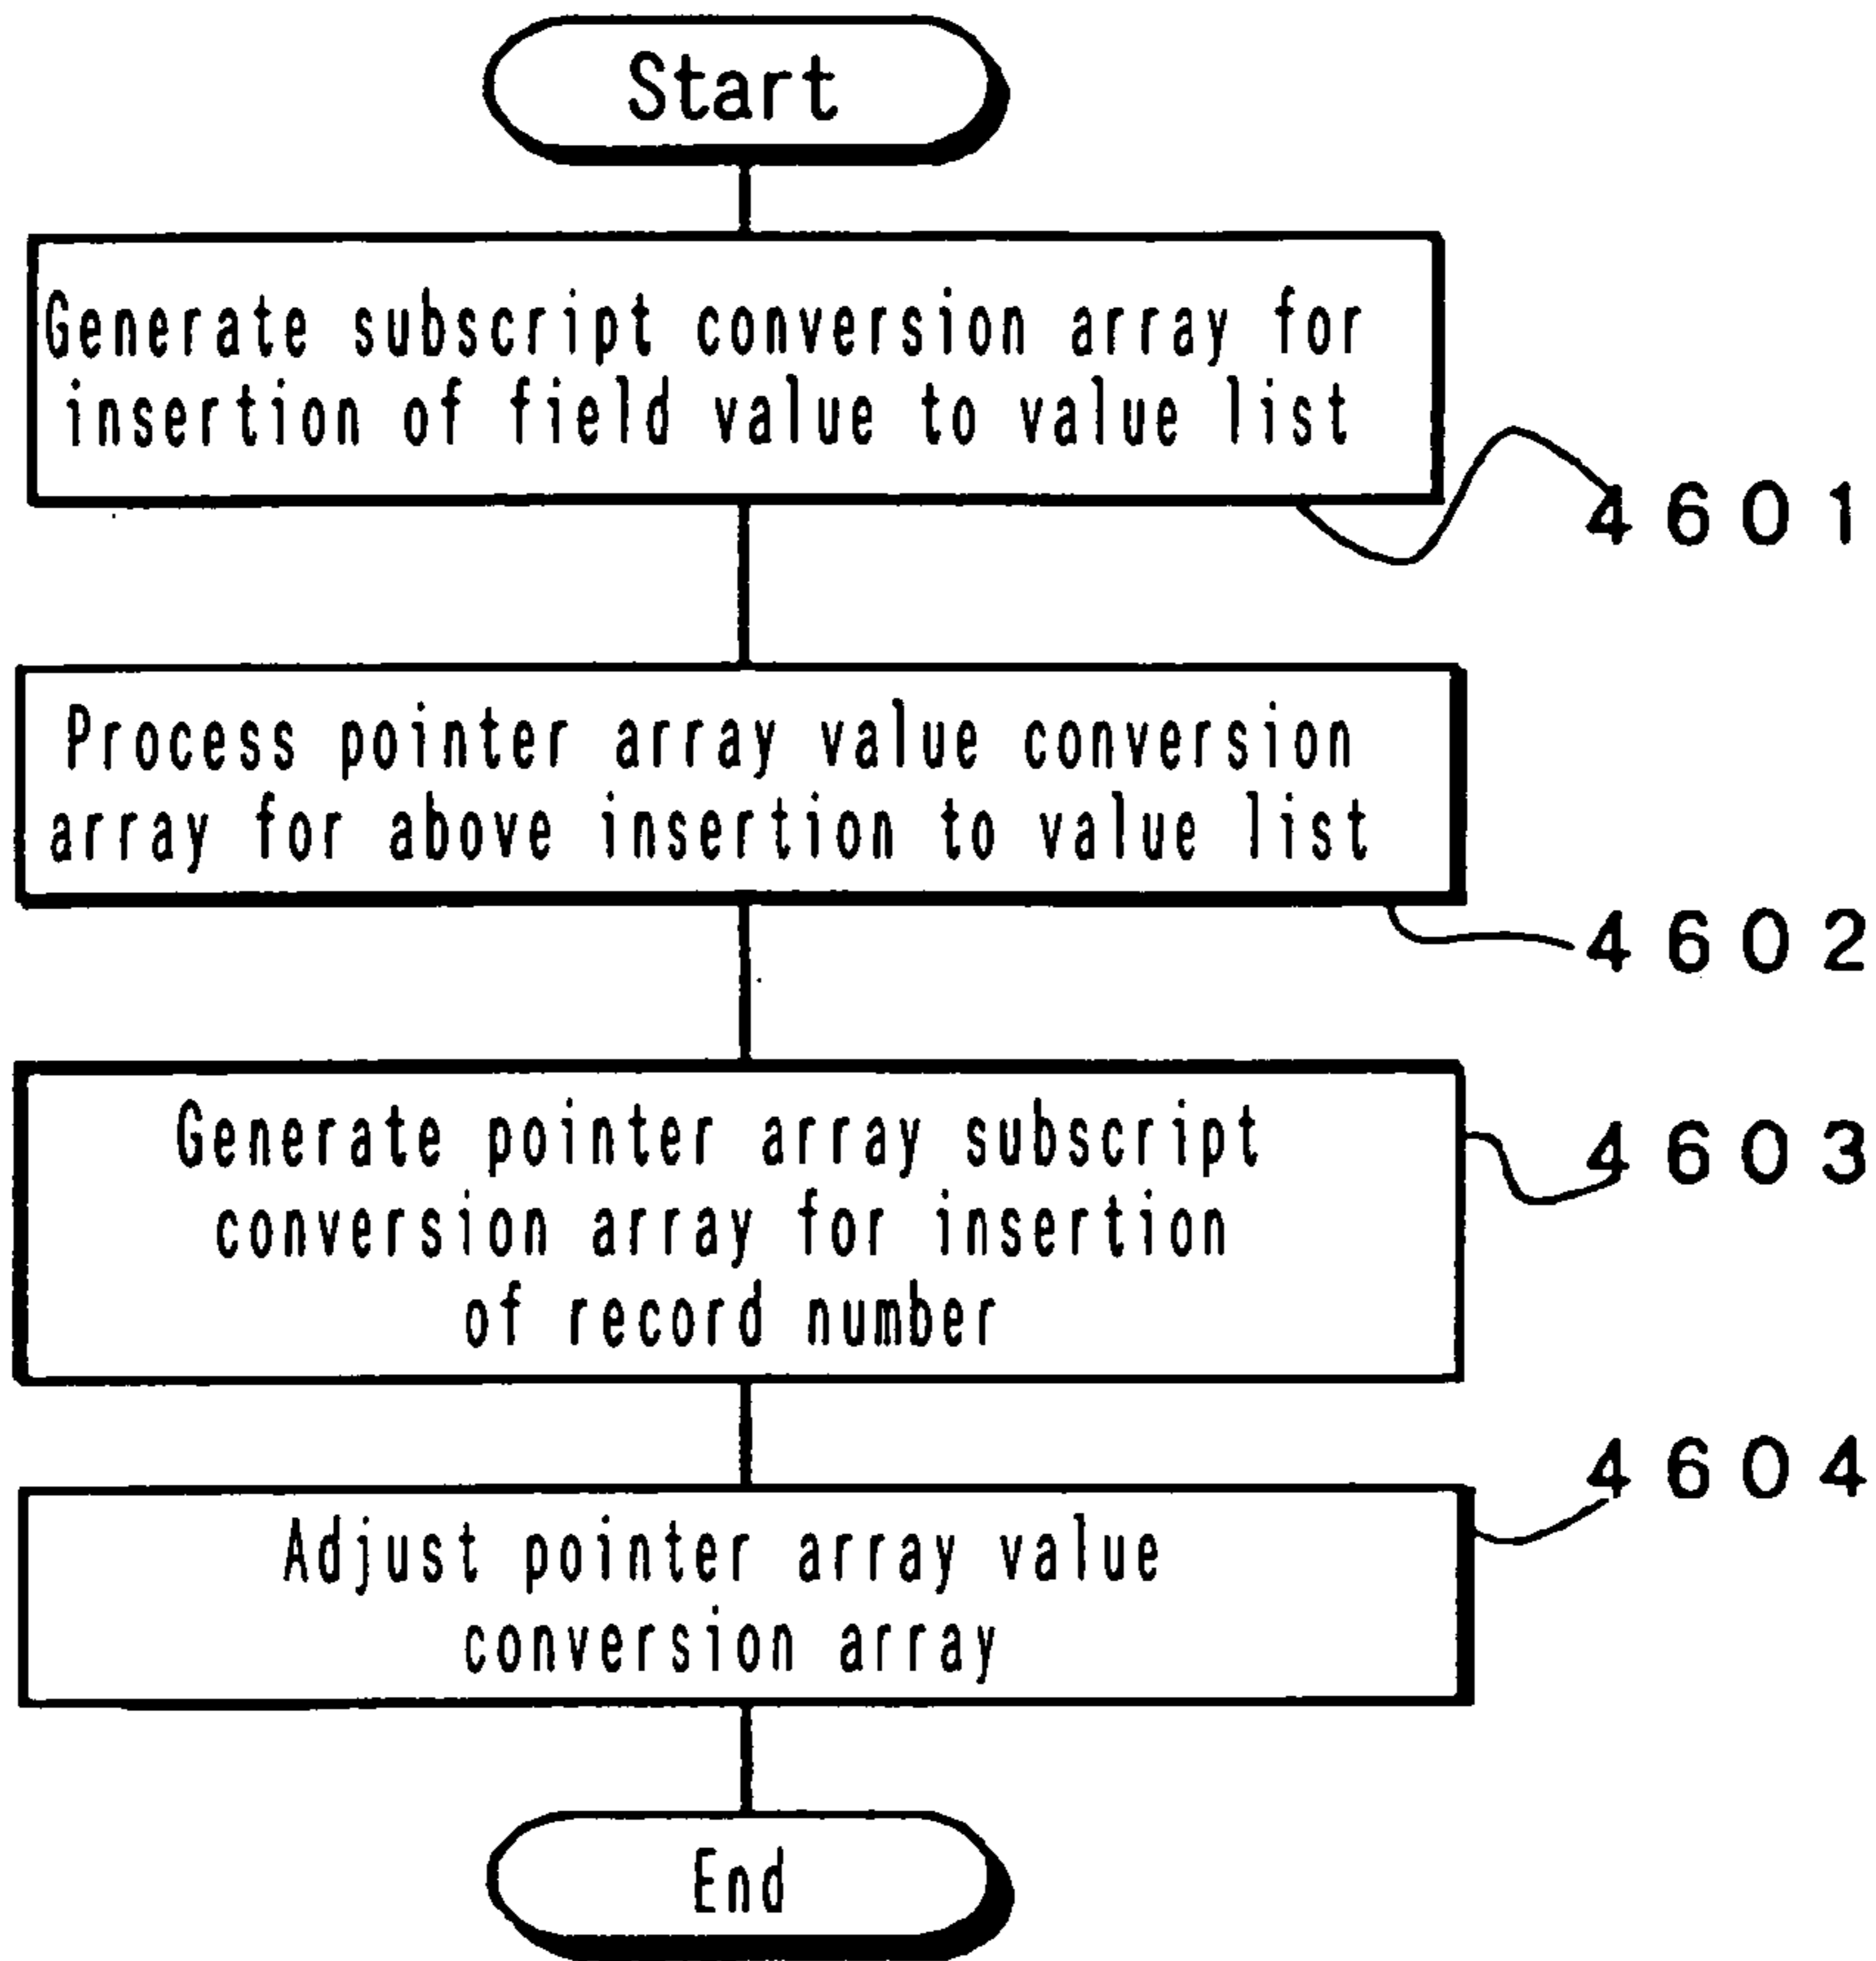 Start
Generate subscript conversion array for
insertion of field value to value list
4601
Process pointer array value conversion
array for above insertion to value list
4602
Generate pointer array subscript
conversion array for insertion
of record number
4603
Adjust pointer array value
conversion array
4604
End